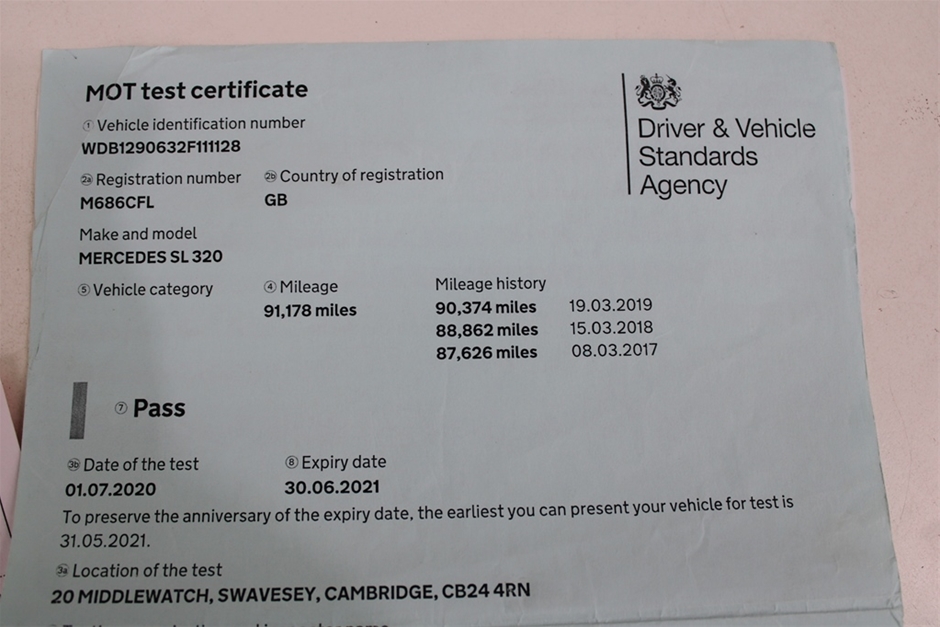 MOT test certificate
① Vehicle identification number
WDB1290632F111128
2a Registration number 2b Country of registration
M686CFL GB
Make and model
MERCEDES SL 320
⑤ Vehicle category ④ Mileage Mileage history
91,178 miles 90,374 miles 19.03.2019
88,862 miles 15.03.2018
87,626 miles 08.03.2017
⑦ Pass
3b Date of the test ⑧ Expiry date
01.07.2020 30.06.2021
To preserve the anniversary of the expiry date, the earliest you can present your vehicle for test is
31.05.2021.
3a Location of the test
20 MIDDLEWATCH, SWAVESEY, CAMBRIDGE, CB24 4RN
Driver & Vehicle
Standards
Agency